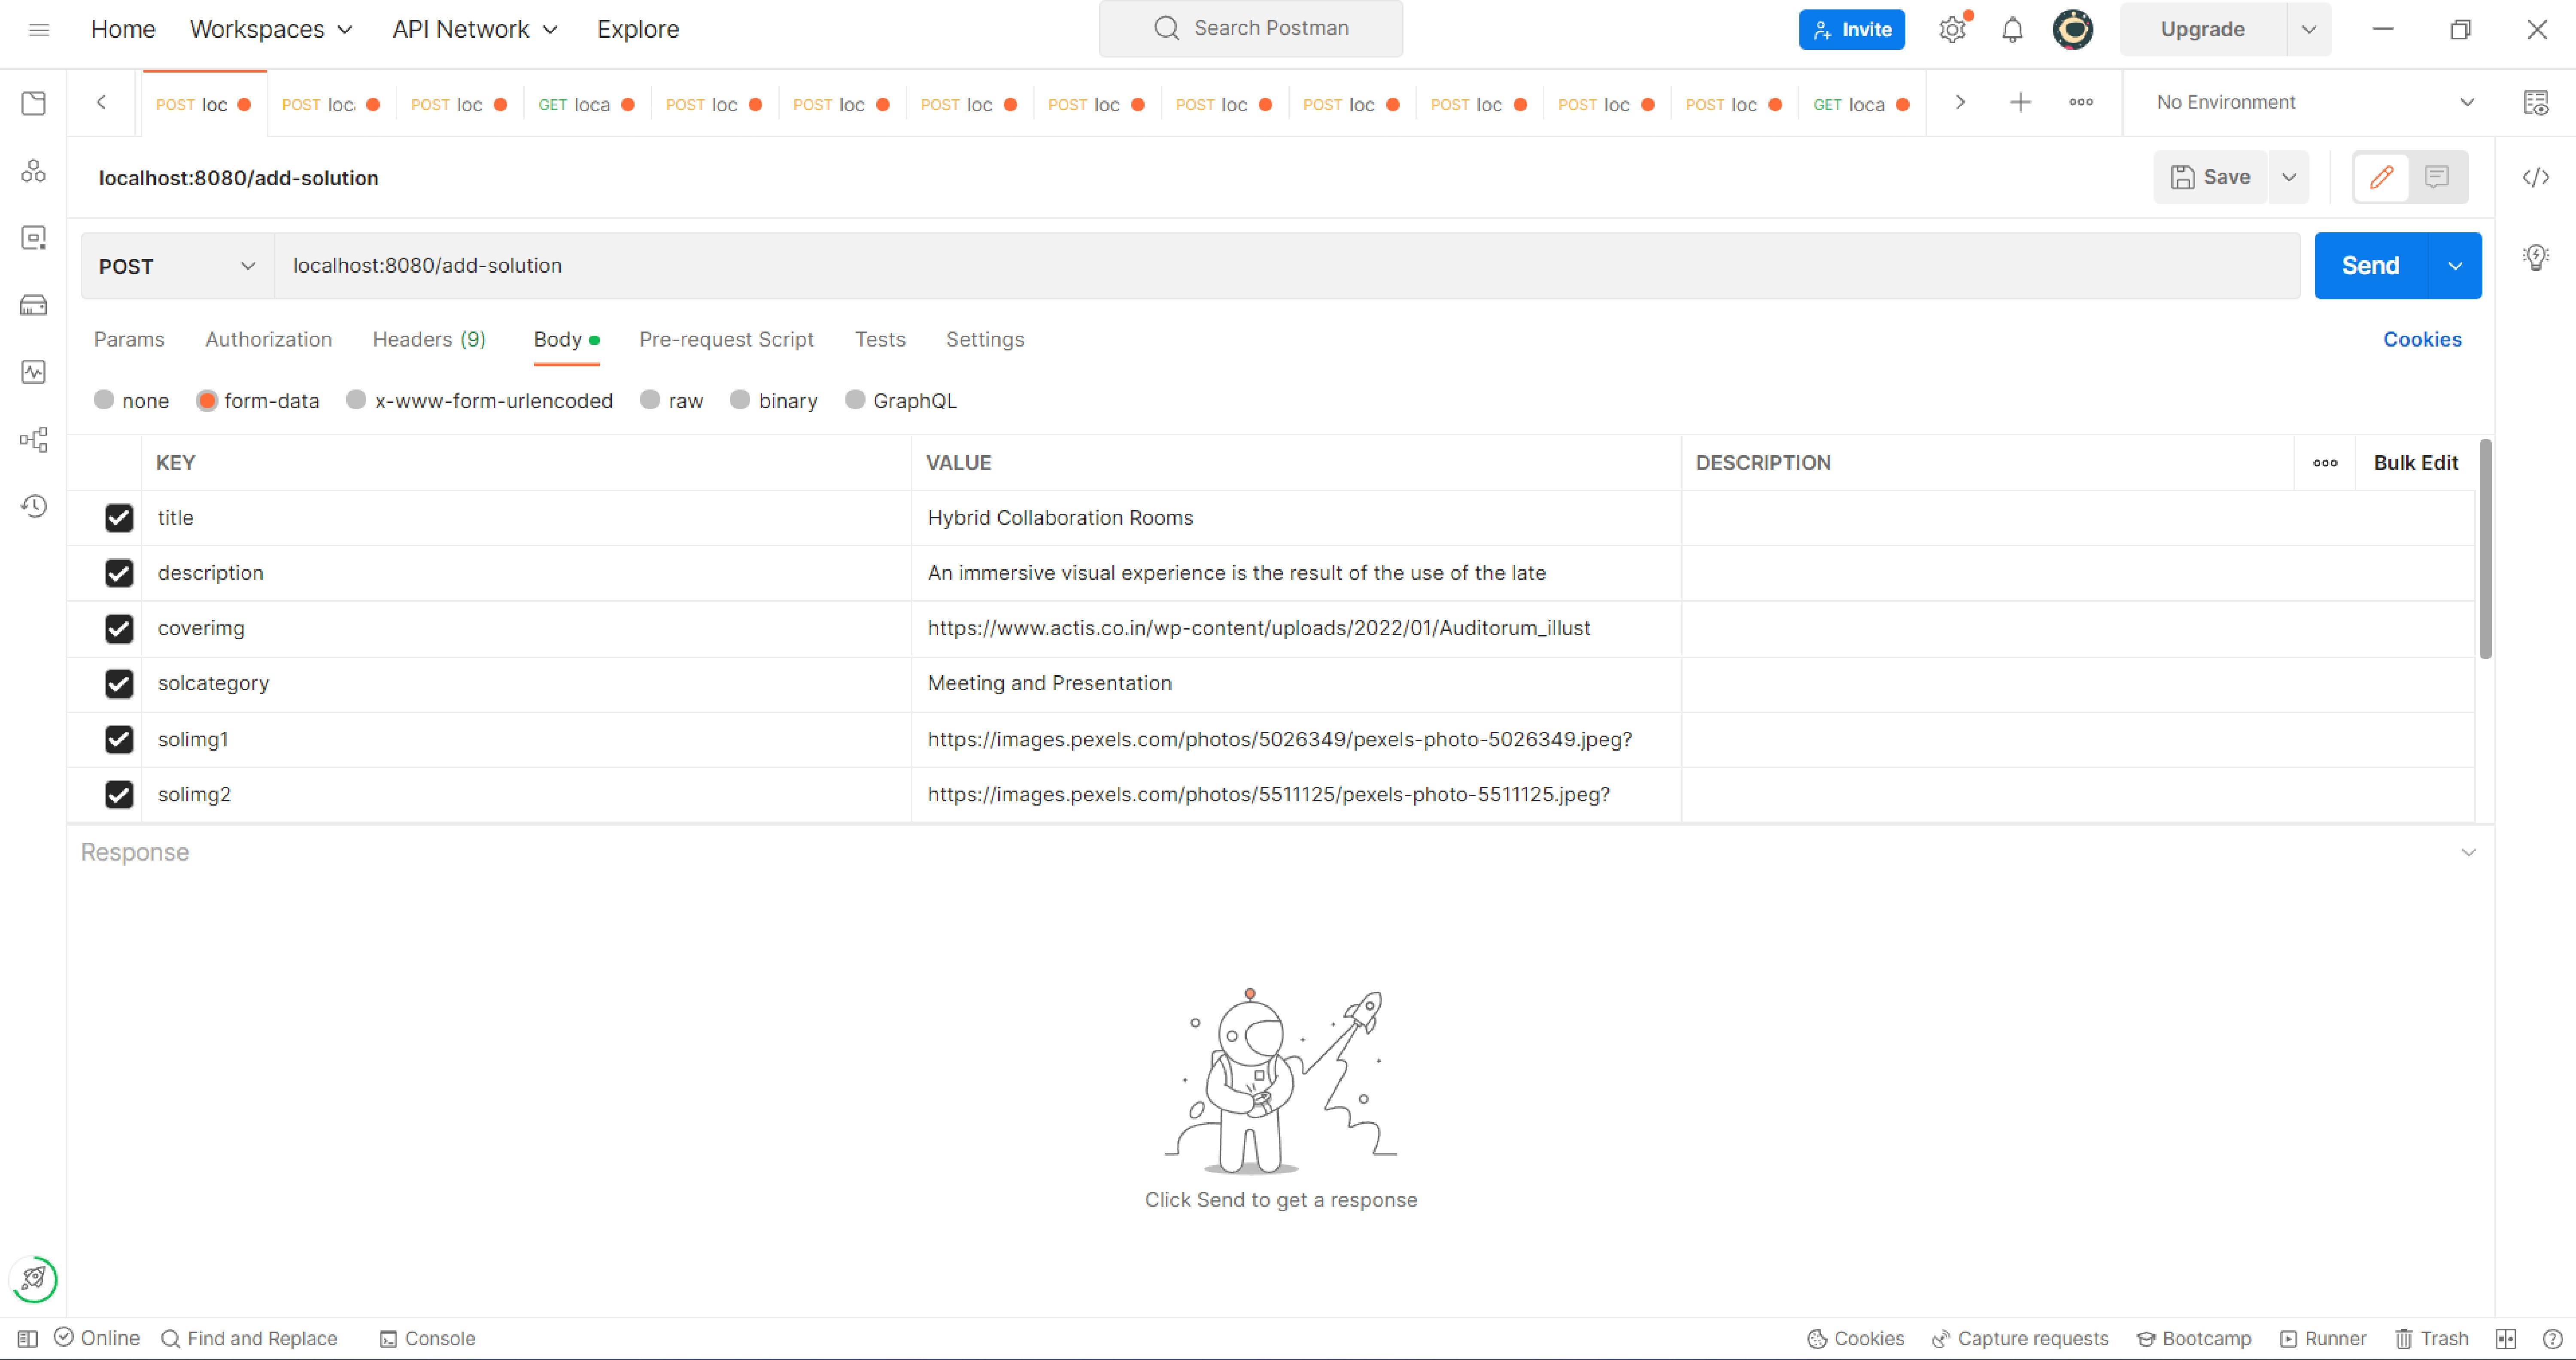 Home Workspaces API Network Explore Search Postman Invite Upgrade
POST loc POST loc POST loc GET loca POST loc POST loc POST loc POST loc POST loc POST loc POST loc POST loc POST loc GET loca No Environment
localhost:8080/add-solution Save
POST localhost:8080/add-solution Send
Params Authorization Headers (9) Body Pre-request Script Tests Settings Cookies
none form-data x-www-form-urlencoded raw binary GraphQL
KEY VALUE DESCRIPTION Bulk Edit
title Hybrid Collaboration Rooms
description An immersive visual experience is the result of the use of the late
coverimg https://www.actis.co.in/wp-content/uploads/2022/01/Auditorum_illust
solcategory Meeting and Presentation
solimg1 https://images.pexels.com/photos/5026349/pexels-photo-5026349.jpeg?
solimg2 https://images.pexels.com/photos/5511125/pexels-photo-5511125.jpeg?
Response
Click Send to get a response
Online Find and Replace Console Cookies Capture requests Bootcamp Runner Trash